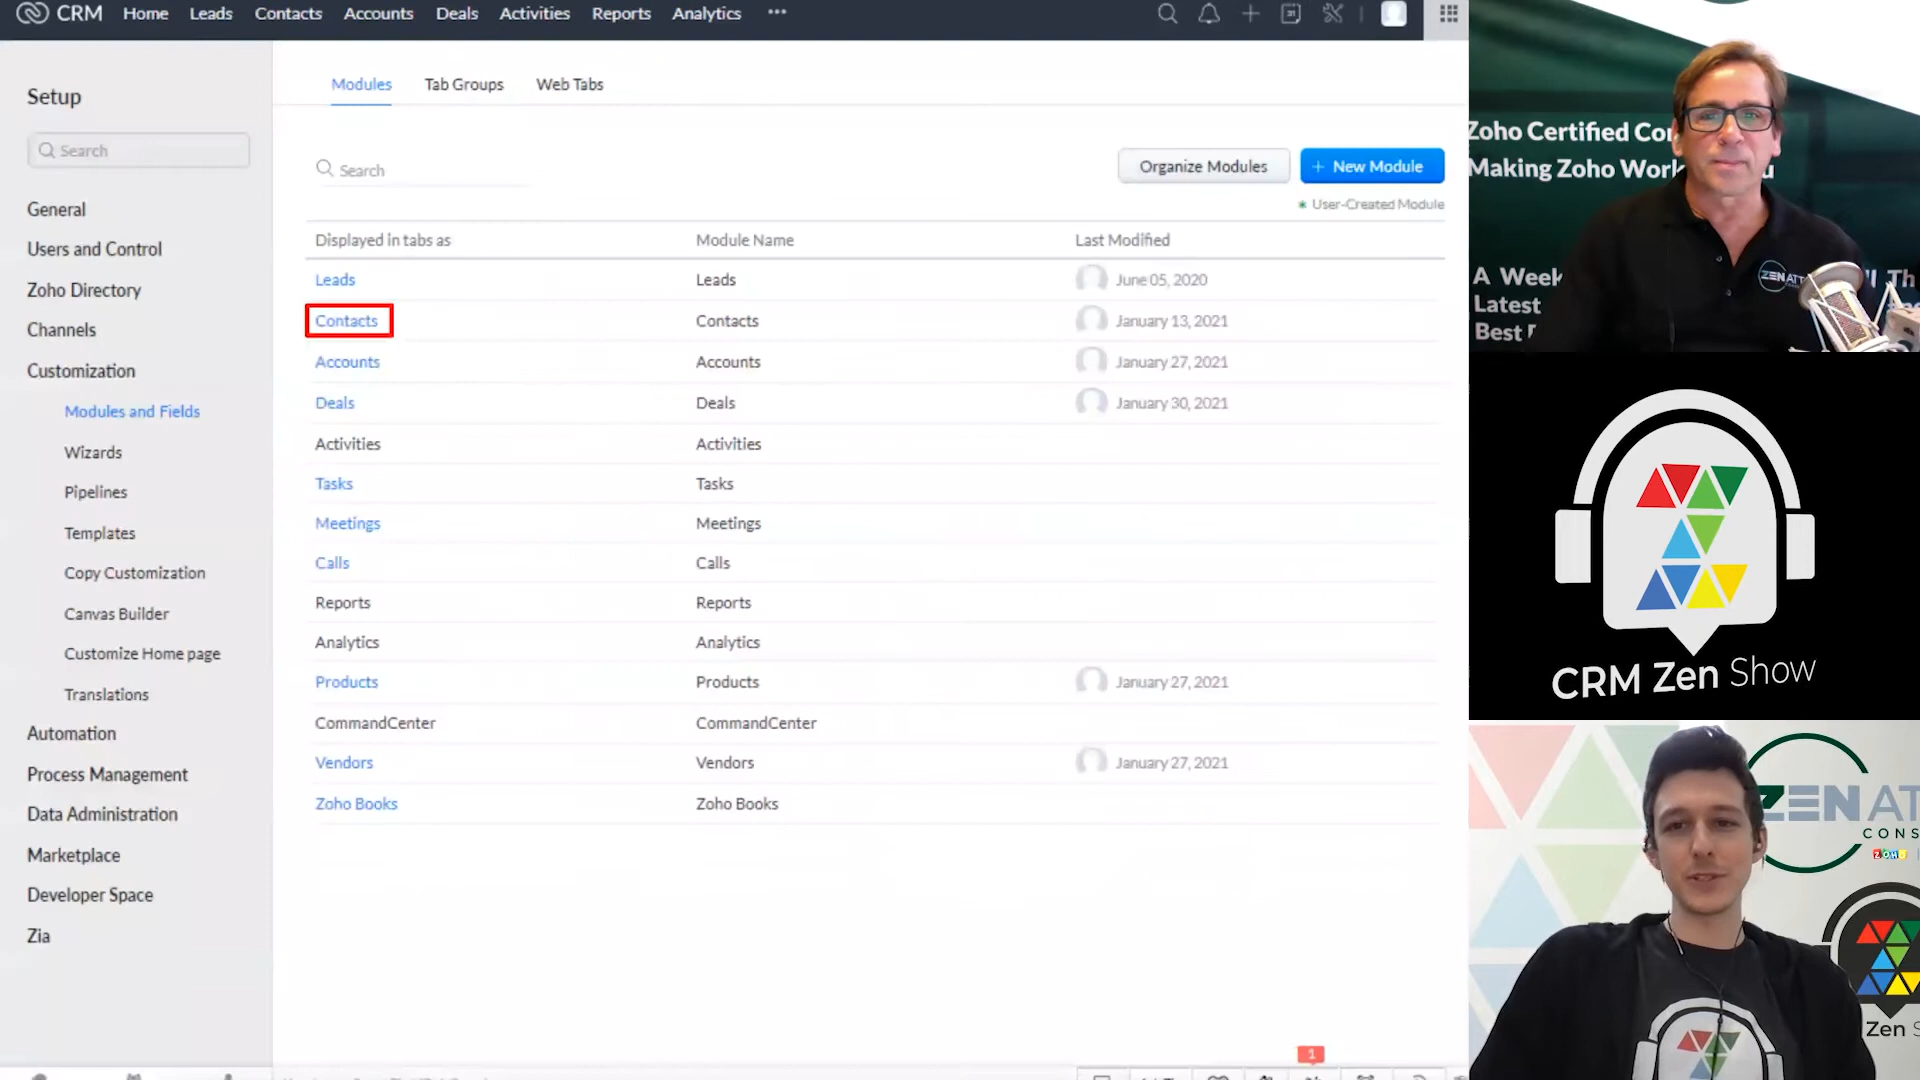 CRM Home Leads Contacts Accounts Deals Activities Reports Analytics •••
Setup
Search
General
Users and Control
Zoho Directory
Channels
Customization
Modules and Fields
Wizards
Pipelines
Templates
Copy Customization
Canvas Builder
Customize Home page
Translations
Automation
Process Management
Data Administration
Marketplace
Developer Space
Zia
Modules Tab Groups Web Tabs
Search
Organize Modules + New Module
* User-Created Module
Displayed in tabs as Module Name Last Modified
Leads Leads June 05, 2020
Contacts Contacts January 13, 2021
Accounts Accounts January 27, 2021
Deals Deals January 30, 2021
Activities Activities
Tasks Tasks
Meetings Meetings
Calls Calls
Reports Reports
Analytics Analytics
Products Products January 27, 2021
CommandCenter CommandCenter
Vendors Vendors January 27, 2021
Zoho Books Zoho Books
1
Zoho Certified Co
Making Zoho Work
A Week
Latest
Best
ZENATT
Th
CRM Zen Show
ZEN AT
CONS
ZOHO
Zen S